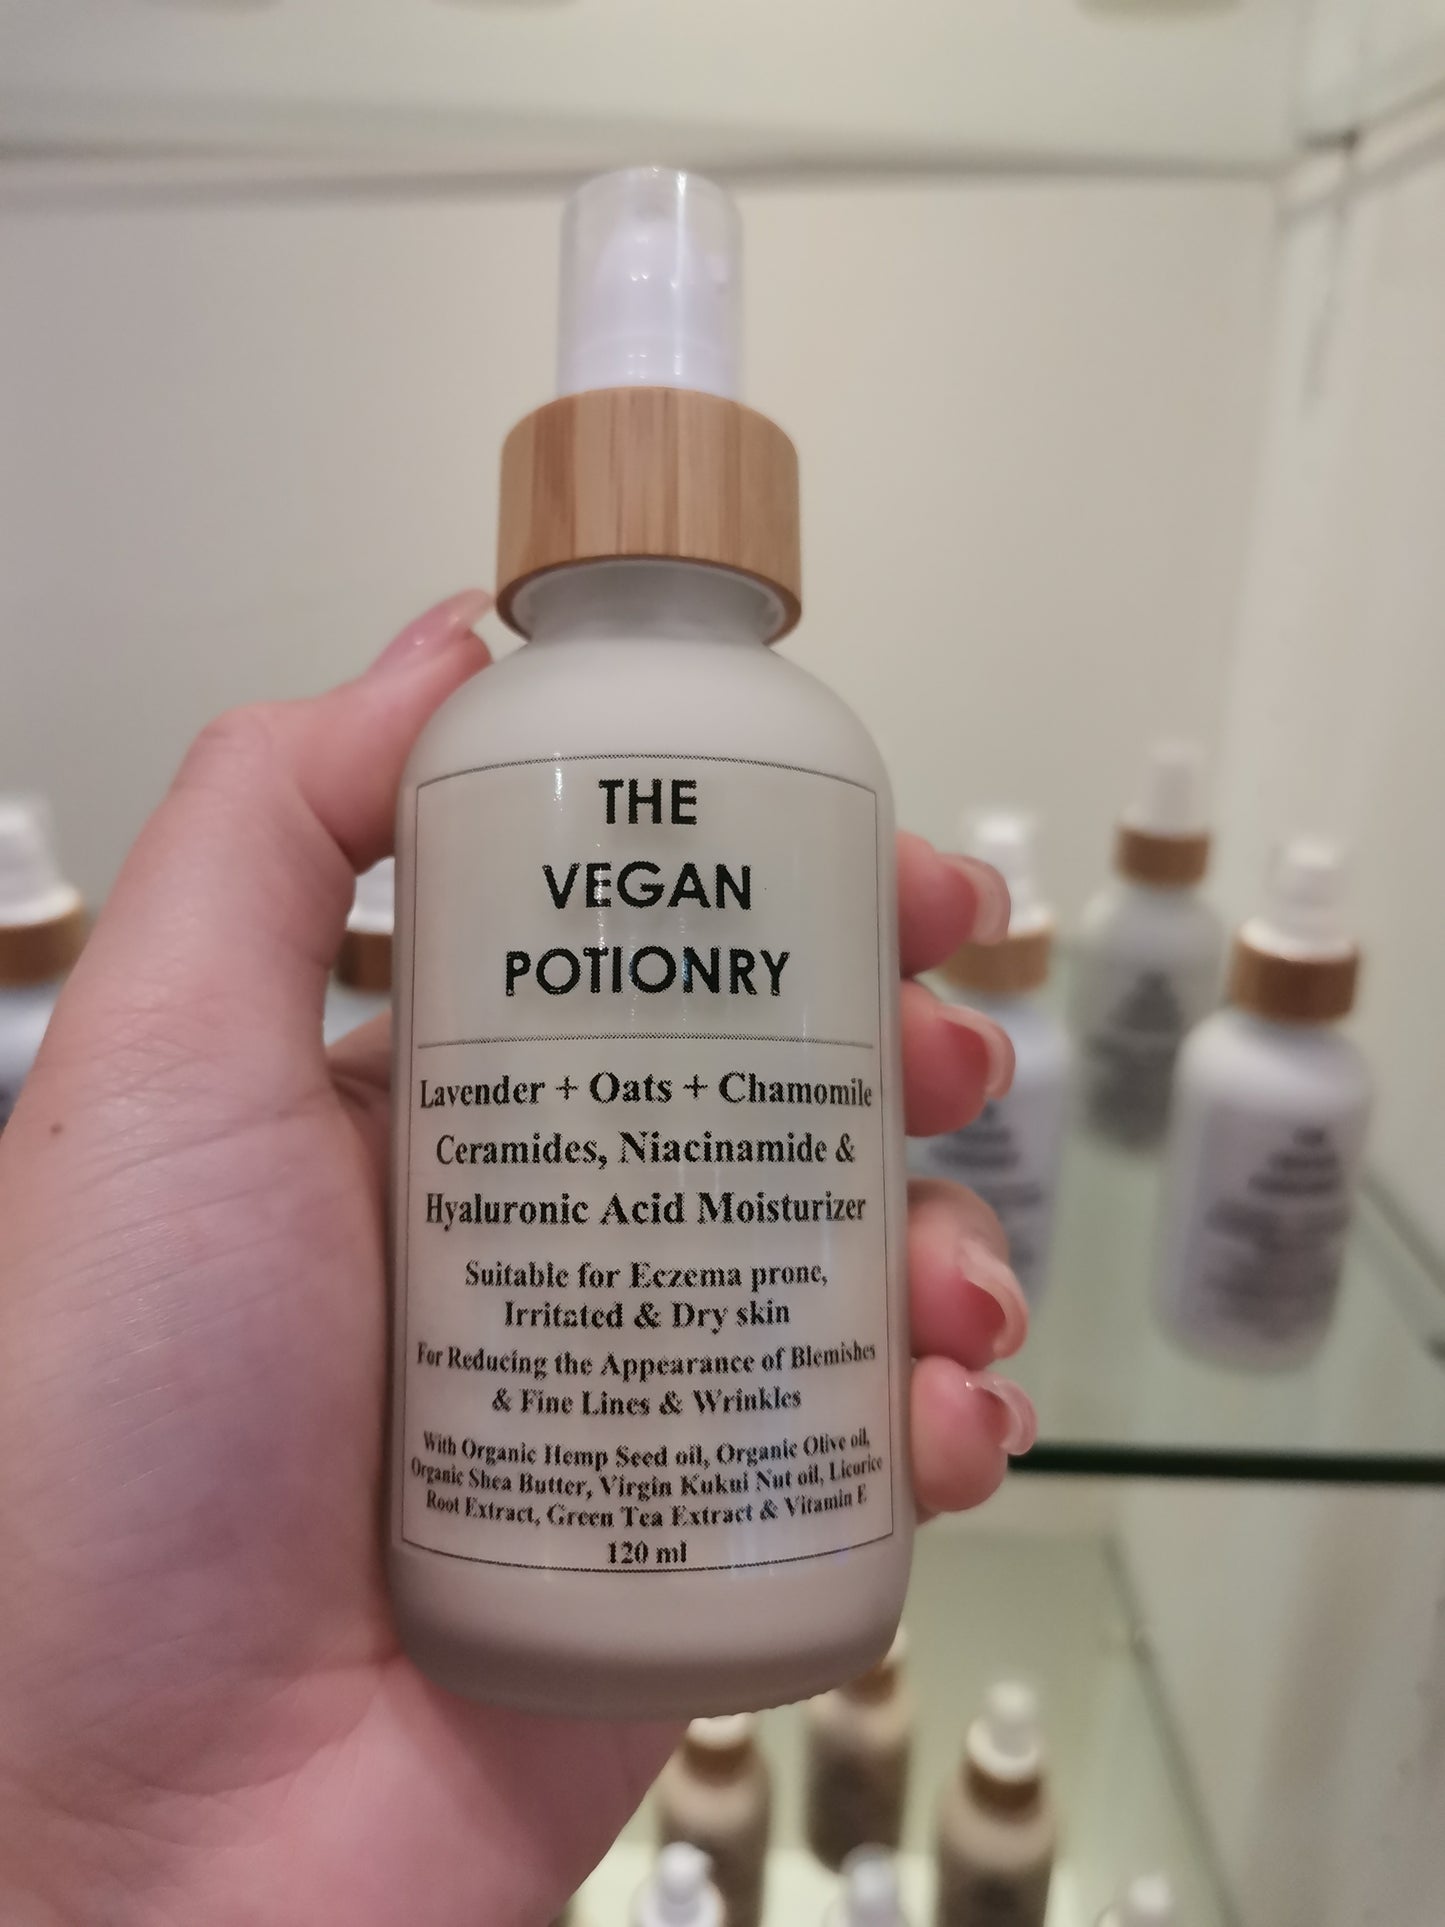 THE
VEGAN
POTIONRY
Lavender + Oats + Chamomile
Ceramides, Niacinamide &
Hyaluronic Acid Moisturizer
Suitable for Eczema prone,
Irritated & Dry skin
For Reducing the Appearance of Blemishes
& Fine Lines & Wrinkles
With Organic Hemp Seed oil, Organic Olive oil,
Organic Shea Butter, Virgin Kukui Nut oil, Licorice
Root Extract, Green Tea Extract & Vitamin E
120 ml